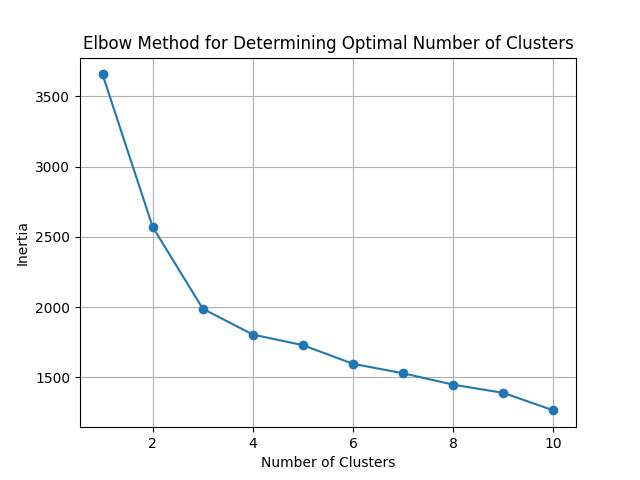 Elbow Method for Determining Optimal Number of Clusters
3500
3000
2500
2000
1500
Inertia
2 4 6 8 10
Number of Clusters